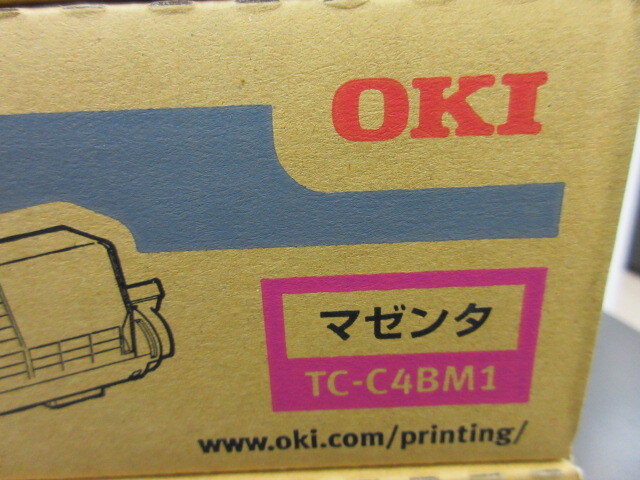 OKI
マゼンタ
TC-C4BM1
www.oki.com/printing/